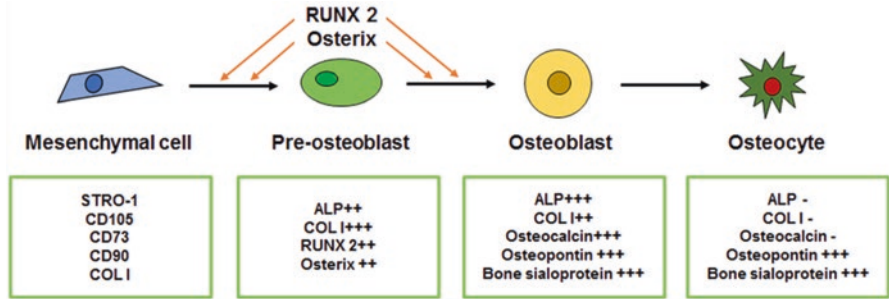 RUNX 2
Osterix
Mesenchymal cell
Pre-osteoblast
Osteoblast
Osteocyte
STRO-1
CD105
CD73
CD90
COL I
ALP++
COL I+++
RUNX 2++
Osterix ++
ALP+++
COL I++
Osteocalcin+++
Osteopontin +++
Bone sialoprotein +++
ALP -
COL I -
Osteocalcin -
Osteopontin +++
Bone sialoprotein +++